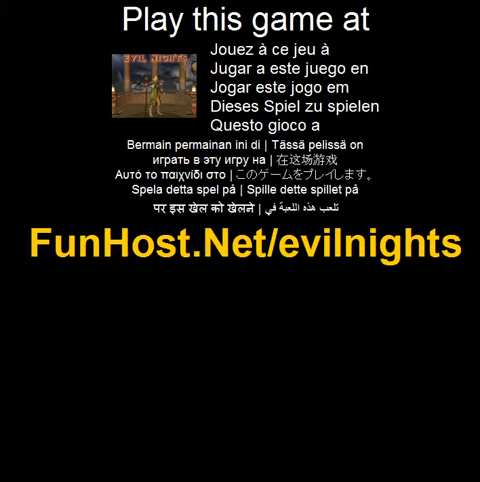 Play this game at
EVIL NIGHTS
Jouez à ce jeu à
Jugar a este juego en
Jogar este jogo em
Dieses Spiel zu spielen
Questo gioco a
Bermain permainan ini di | Tässä pelissä on
играть в эту игру на | 在这场游戏
Αυτό το παιχνίδι στο | このゲームをプレイします。
Spela detta spel på | Spille dette spillet på
पर इस खेल को खेलने | تلعب هذه اللعبة في
FunHost.Net/evilnights